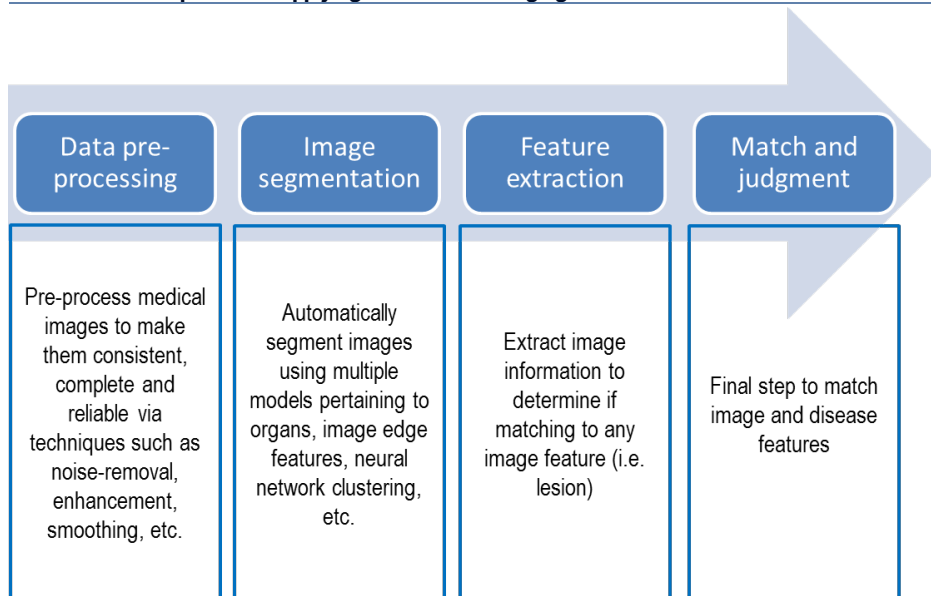 Data pre-
processing
Image
segmentation
Feature
extraction
Match and
judgment
Pre-process medical
images to make
them consistent,
complete and
reliable via
techniques such as
noise-removal,
enhancement,
smoothing, etc.
Automatically
segment images
using multiple
models pertaining to
organs, image edge
features, neural
network clustering,
etc.
Extract image
information to
determine if
matching to any
image feature (i.e.
lesion)
Final step to match
image and disease
features